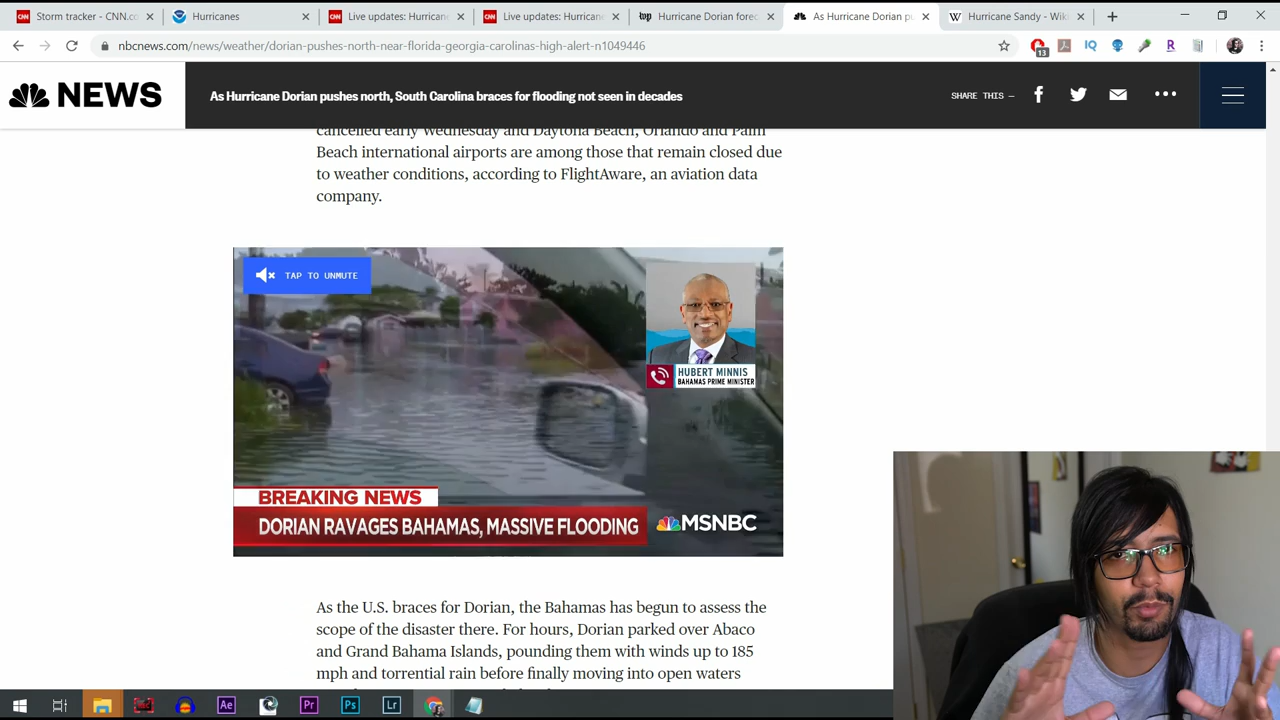 Storm tracker - CNN.co
Hurricanes
Live updates: Hurrican
Live updates: Hurrican
Hurricane Dorian forec
As Hurricane Dorian pu
W Hurricane Sandy - Wiki
nbcnews.com/news/weather/dorian-pushes-north-near-florida-georgia-carolinas-high-alert-n1049446
13
IQ
R
NEWS
As Hurricane Dorian pushes north, South Carolina braces for flooding not seen in decades
SHARE THIS —
cancelled early Wednesday and Daytona Beach, Orlando and Palm
Beach international airports are among those that remain closed due
to weather conditions, according to FlightAware, an aviation data
company.
TAP TO UNMUTE
HUBERT MINNIS
BAHAMAS PRIME MINISTER
BREAKING NEWS
DORIAN RAVAGES BAHAMAS, MASSIVE FLOODING
MSNBC
As the U.S. braces for Dorian, the Bahamas has begun to assess the
scope of the disaster there. For hours, Dorian parked over Abaco
and Grand Bahama Islands, pounding them with winds up to 185
mph and torrential rain before finally moving into open waters
Ae
Pr
Ps
Lr